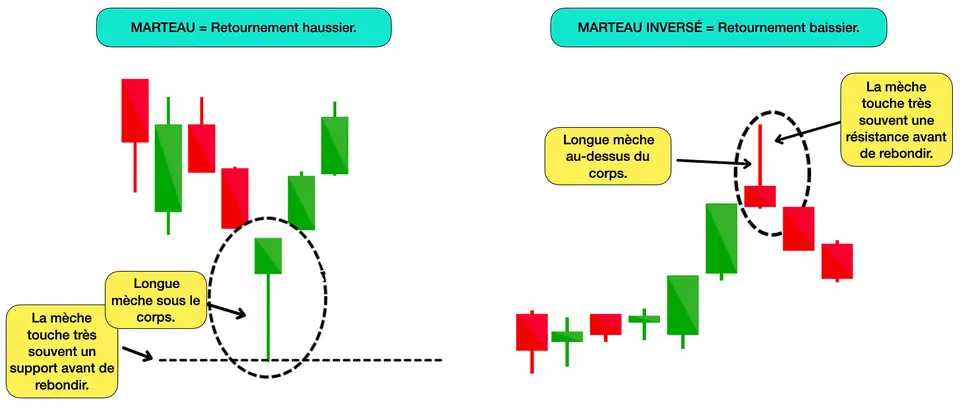 MARTEAU = Retournement haussier.
Longue
mèche sous le
corps.
La mèche
touche très
souvent un
support avant de
rebondir.
MARTEAU INVERSÉ = Retournement baissier.
La mèche
touche très
souvent une
résistance avant
de rebondir.
Longue mèche
au-dessus du
corps.